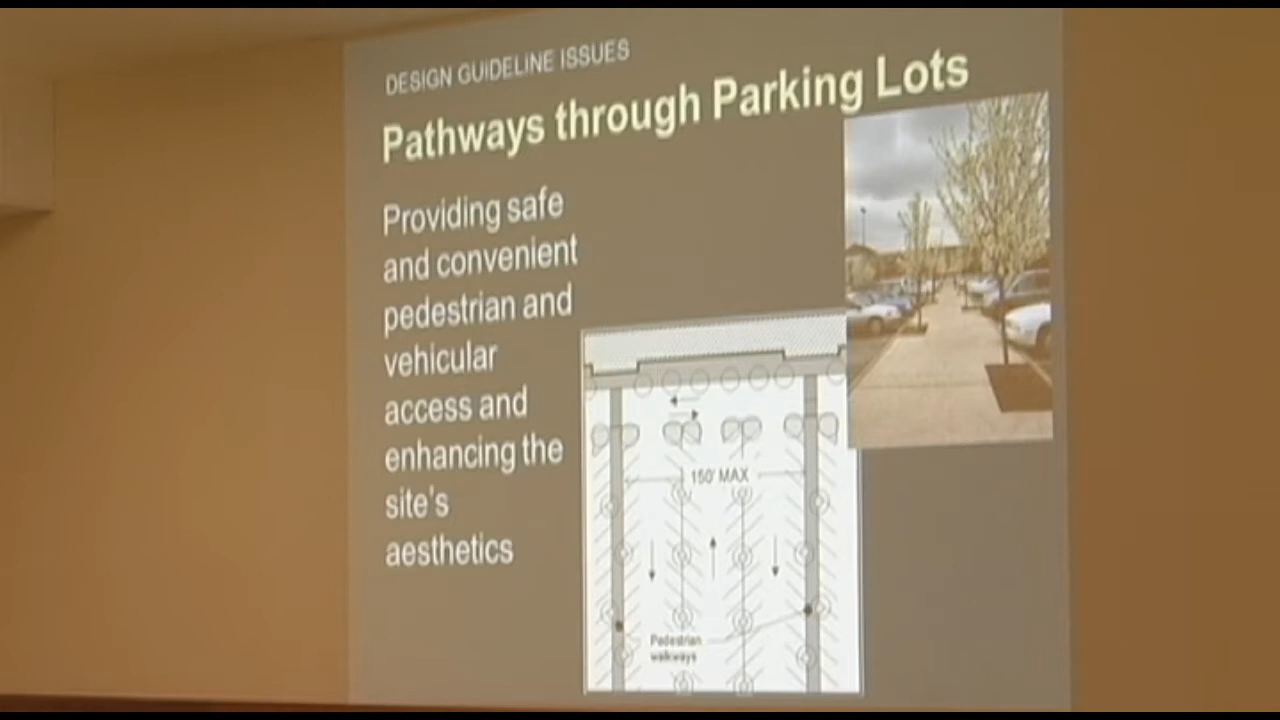 DESIGN GUIDELINE ISSUES
Pathways through Parking Lots
Providing safe
and convenient
pedestrian and
vehicular
access and
enhancing the
site's
aesthetics
150' MAX
Pedestrian
walkways